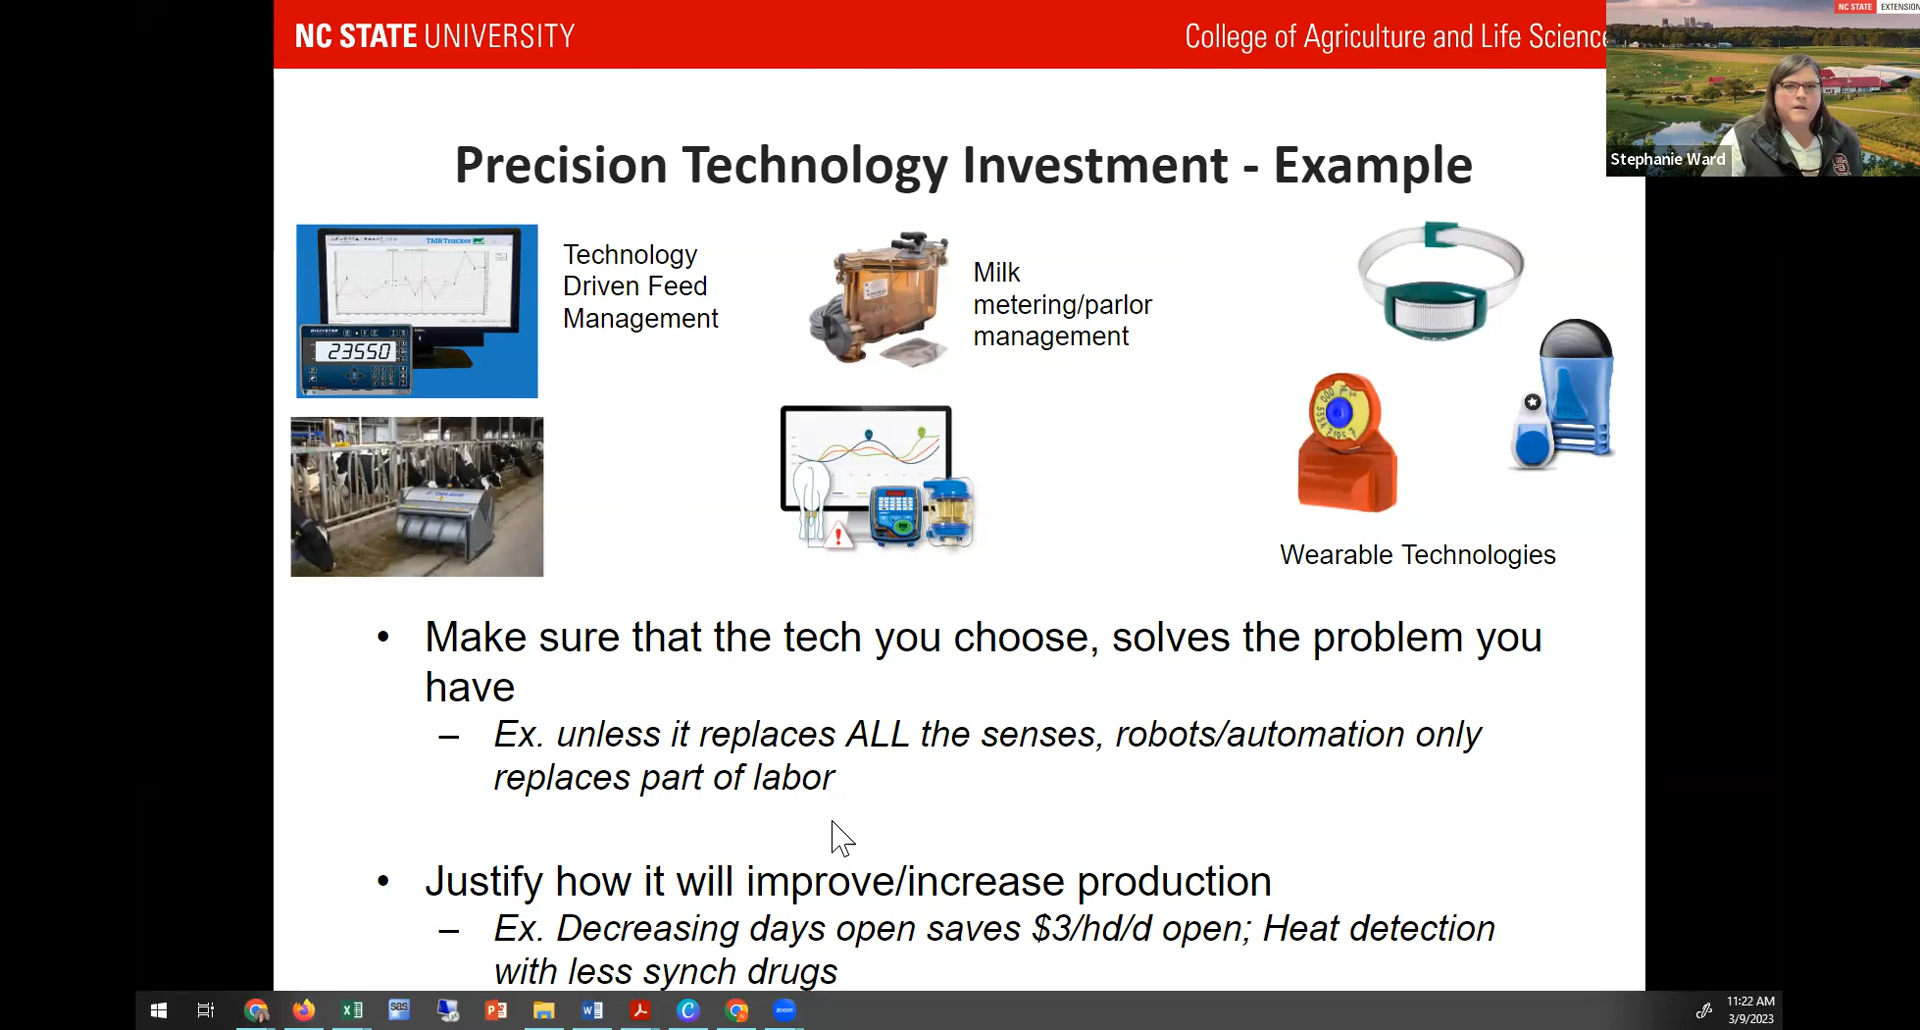 NC STATE UNIVERSITY
College of Agriculture and Life Science
NC STATE EXTENSION
Stephanie Ward
Precision Technology Investment - Example
TMRTracker
23550
Technology
Driven Feed
Management
Milk
metering/parlor
management
Wearable Technologies
• Make sure that the tech you choose, solves the problem you
have
– Ex. unless it replaces ALL the senses, robots/automation only
replaces part of labor
• Justify how it will improve/increase production
– Ex. Decreasing days open saves $3/hd/d open; Heat detection
with less synch drugs
sas
zoom
11:22 AM
3/9/2023